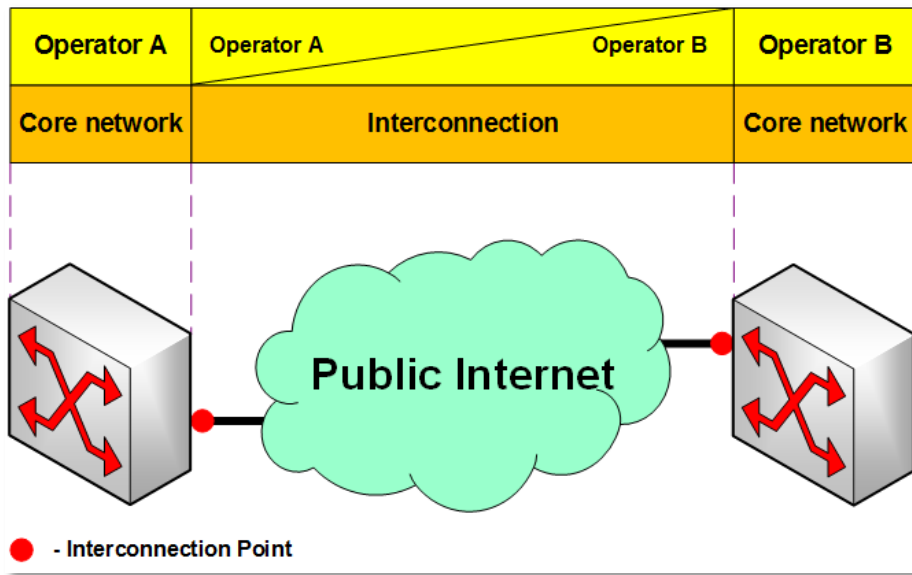 Operator A
Operator A
Operator B
Operator B
Core network
Interconnection
Core network
Public Internet
- Interconnection Point